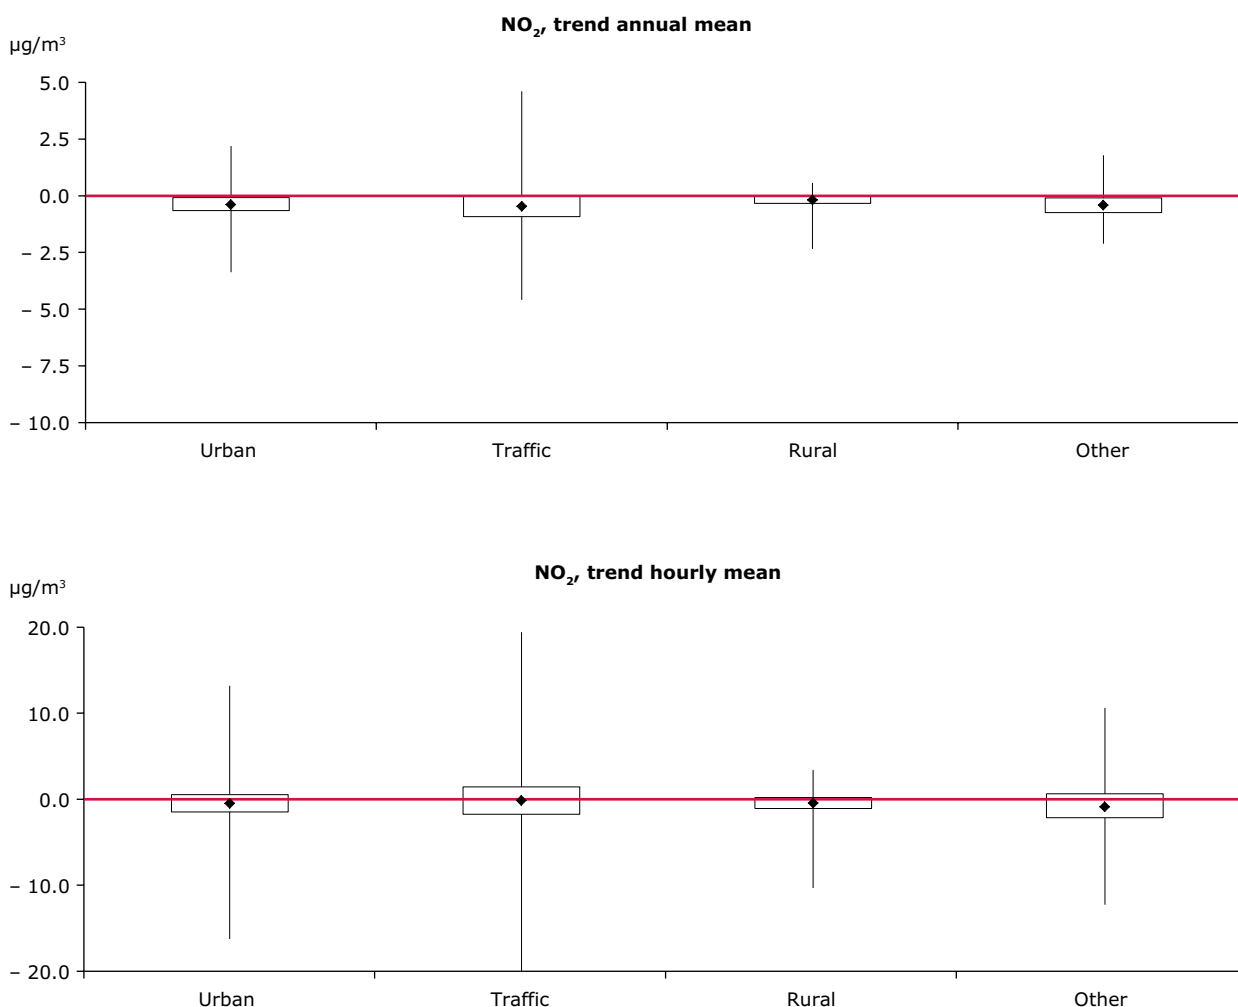 NO₂, trend annual mean
µg/m³
5.0
2.5
0.0
– 2.5
– 5.0
– 7.5
– 10.0
Urban Traffic Rural Other
NO₂, trend hourly mean
µg/m³
20.0
10.0
0.0
– 10.0
– 20.0
Urban Traffic Rural Other